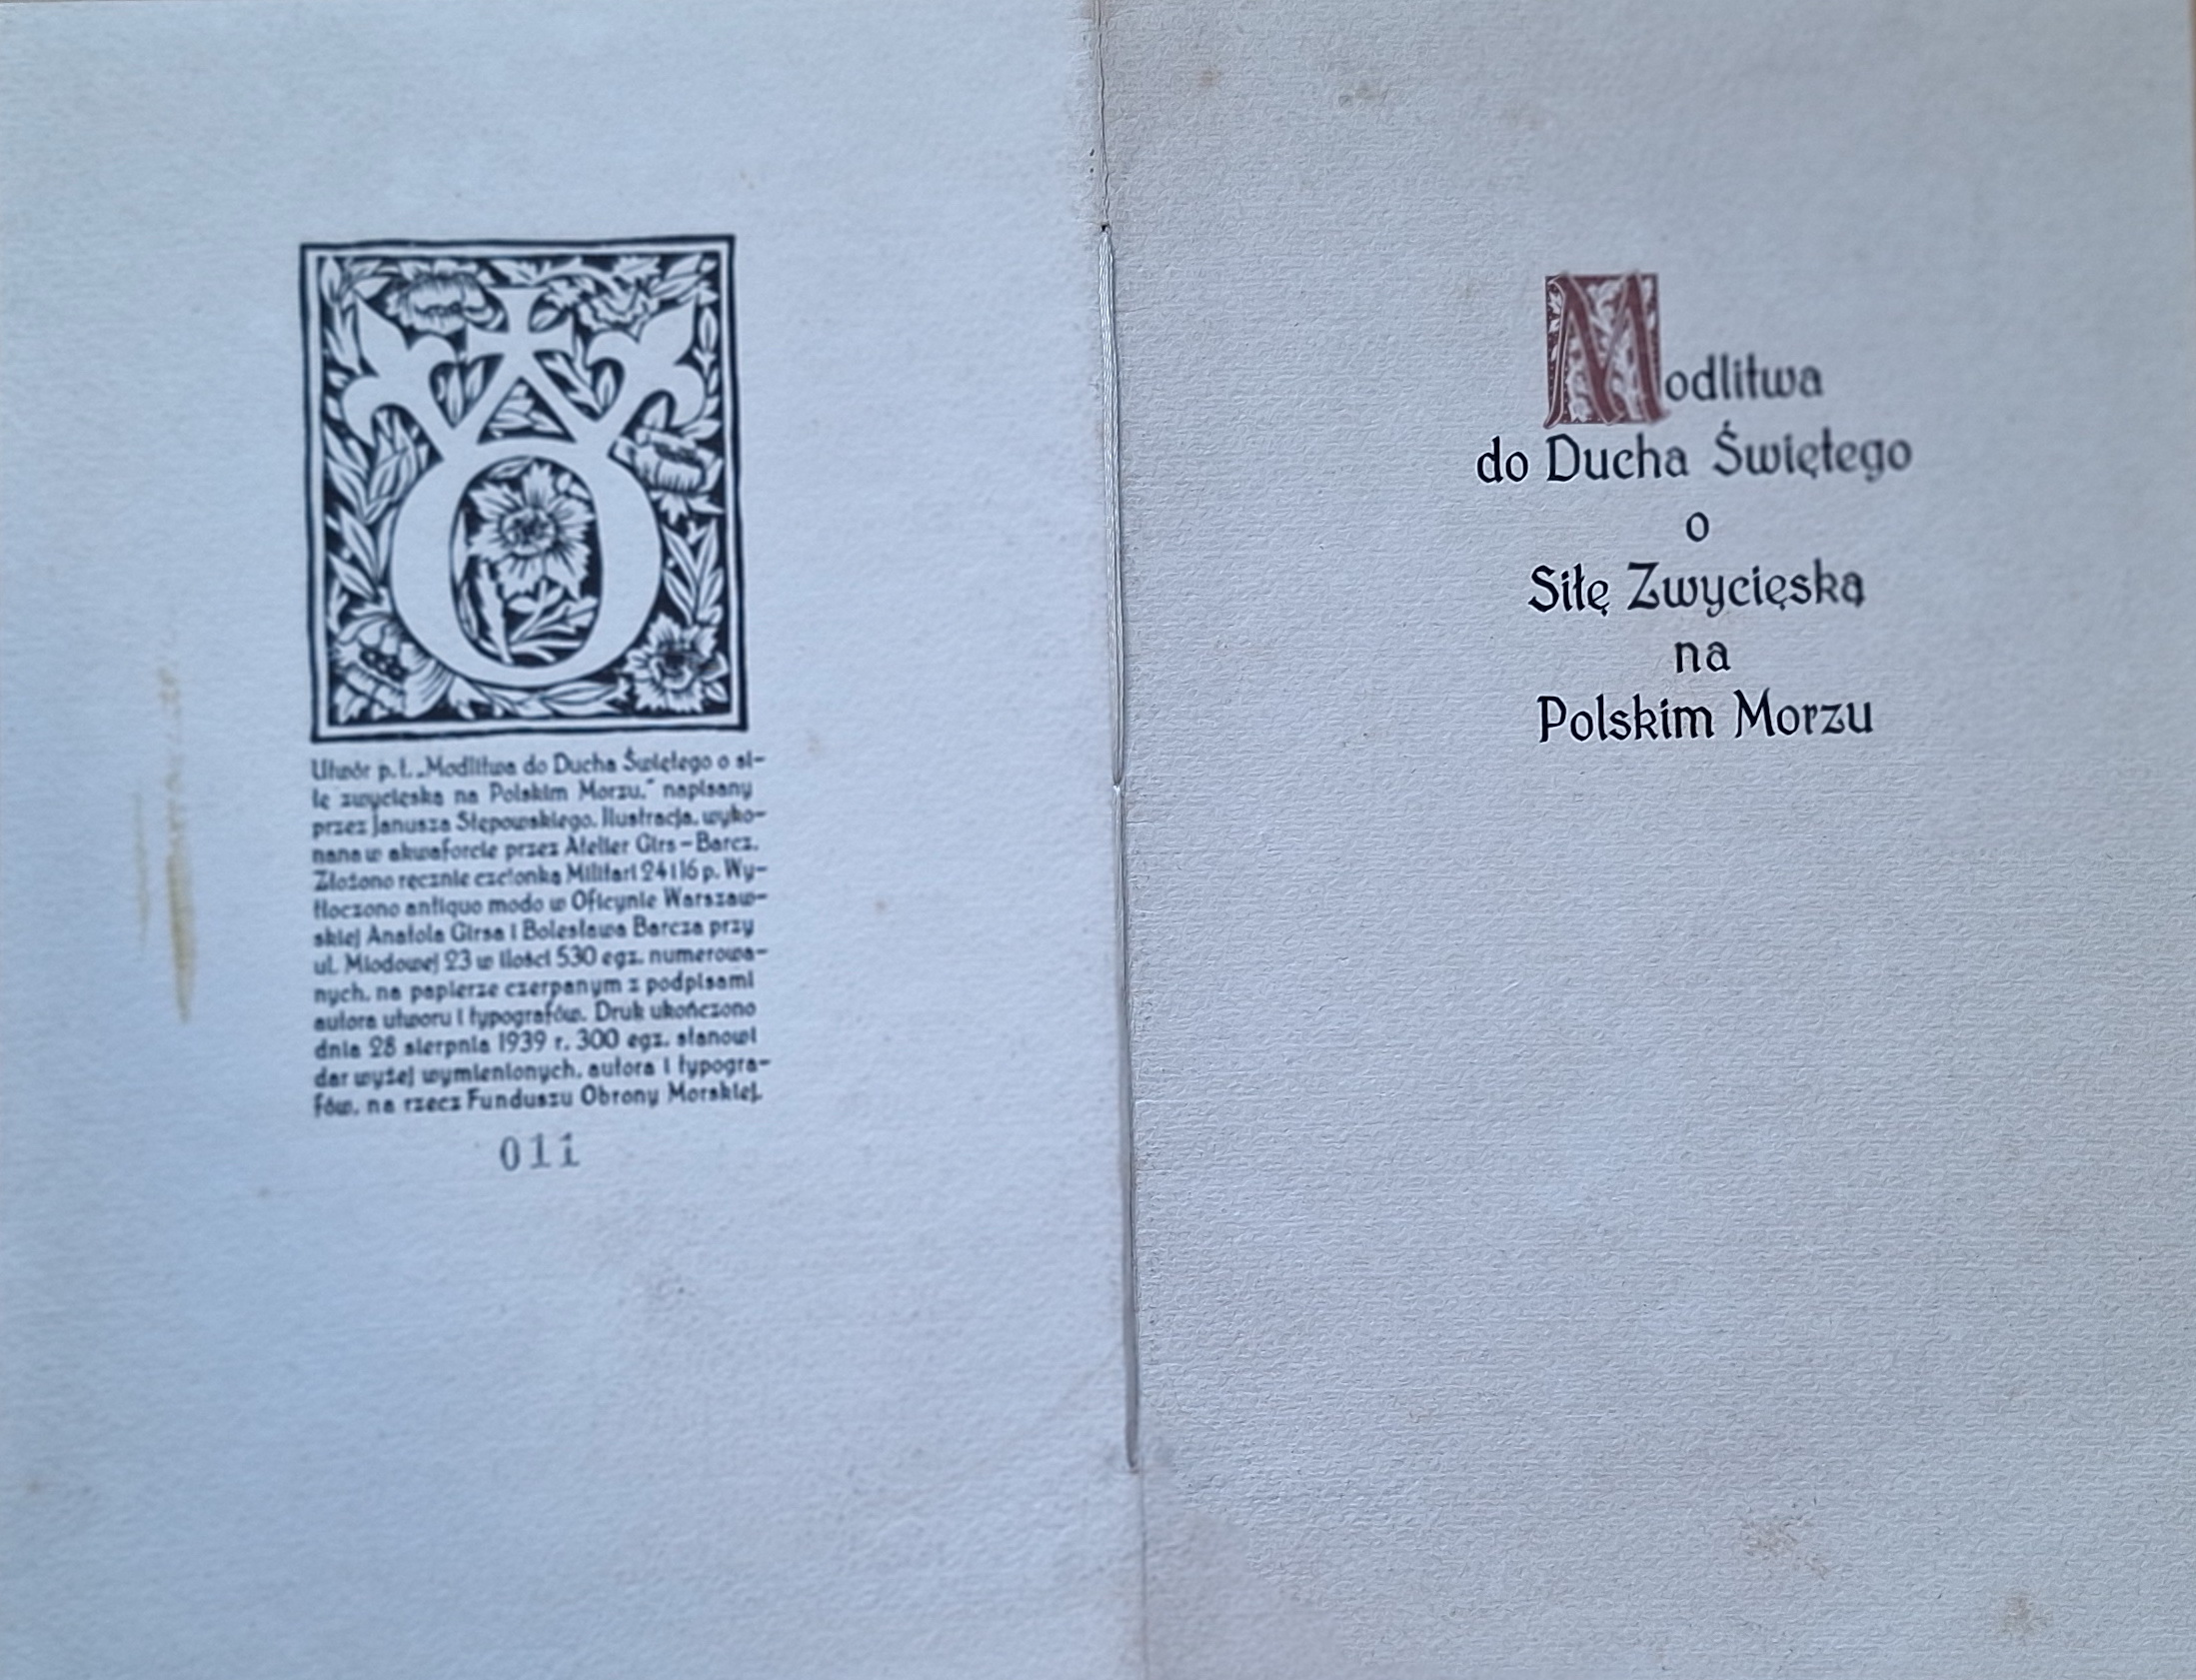 Utwór p. t. „Modlitwa do Ducha Świętego o si-
łę zwycięską na Polskim Morzu,” napisany
przez Janusza Stępowskiego. Ilustracja, wyko-
nana w akwaforcie przez Atelier Girs-Barcz.
Złożono ręcznie czcionką Militari 24 i 16 p. Wy-
tłoczono antiquo modo w Oficynie Warszaw-
skiej Anatola Girsa i Bolesława Barcza przy
ul. Miodowej 23 w ilości 530 egz. numerowa-
nych, na papierze czerpanym z podpisami
autora utworu i typografów. Druk ukończono
dnia 28 sierpnia 1939 r. 300 egz. stanowi
dar wyżej wymienionych, autora i typogra-
fów, na rzecz Funduszu Obrony Morskiej.
011
Modlitwa
do Ducha Świętego
o
Siłę Zwycięską
na
Polskim Morzu